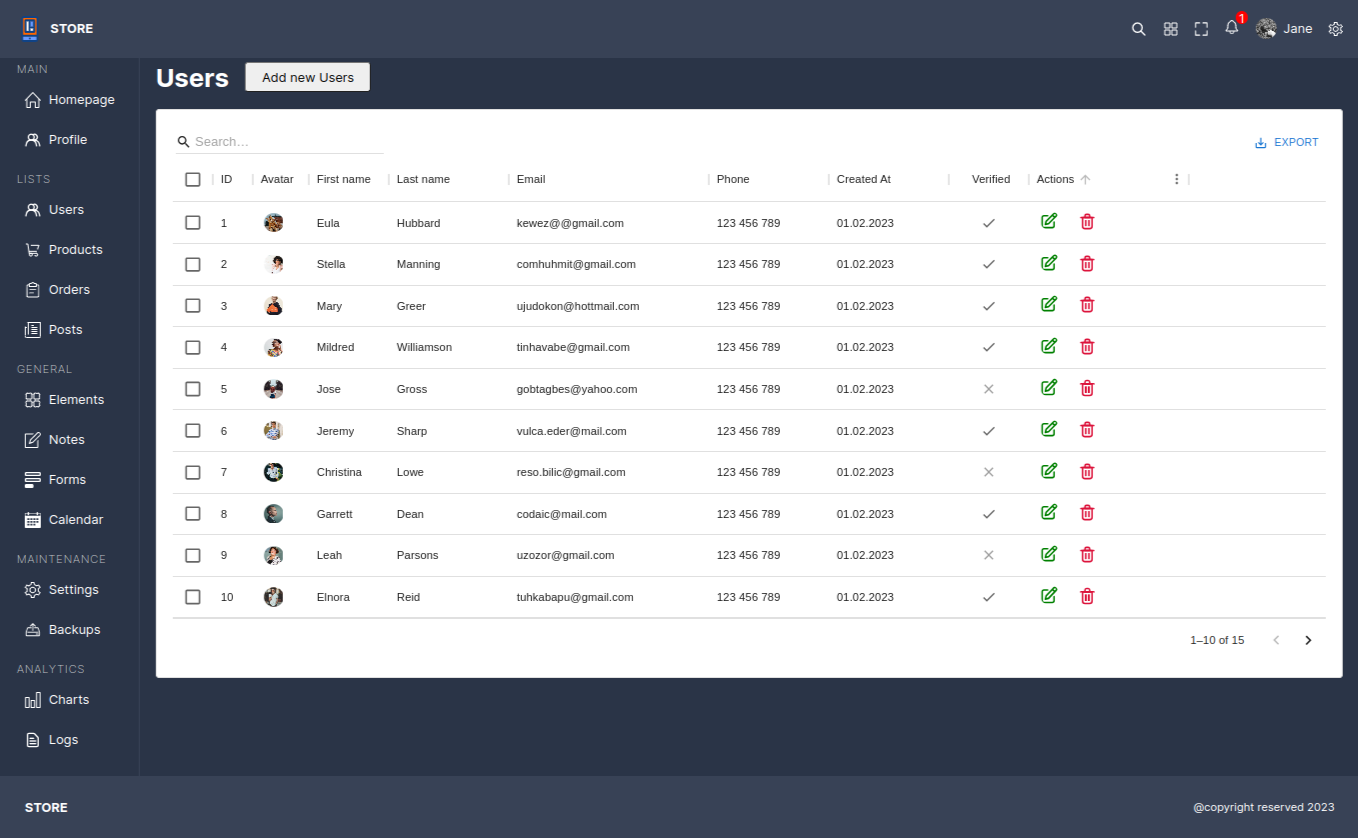 STORE
1
Jane
MAIN
Homepage
Profile
LISTS
Users
Products
Orders
Posts
GENERAL
Elements
Notes
Forms
Calendar
MAINTENANCE
Settings
Backups
ANALYTICS
Charts
Logs
Users Add new Users
Search…
EXPORT
ID Avatar First name Last name Email Phone Created At Verified Actions
1 Eula Hubbard kewez@@gmail.com 123 456 789 01.02.2023
2 Stella Manning comhuhmit@gmail.com 123 456 789 01.02.2023
3 Mary Greer ujudokon@hottmail.com 123 456 789 01.02.2023
4 Mildred Williamson tinhavabe@gmail.com 123 456 789 01.02.2023
5 Jose Gross gobtagbes@yahoo.com 123 456 789 01.02.2023
6 Jeremy Sharp vulca.eder@mail.com 123 456 789 01.02.2023
7 Christina Lowe reso.bilic@gmail.com 123 456 789 01.02.2023
8 Garrett Dean codaic@mail.com 123 456 789 01.02.2023
9 Leah Parsons uzozor@gmail.com 123 456 789 01.02.2023
10 Elnora Reid tuhkabapu@gmail.com 123 456 789 01.02.2023
1–10 of 15
STORE
@copyright reserved 2023